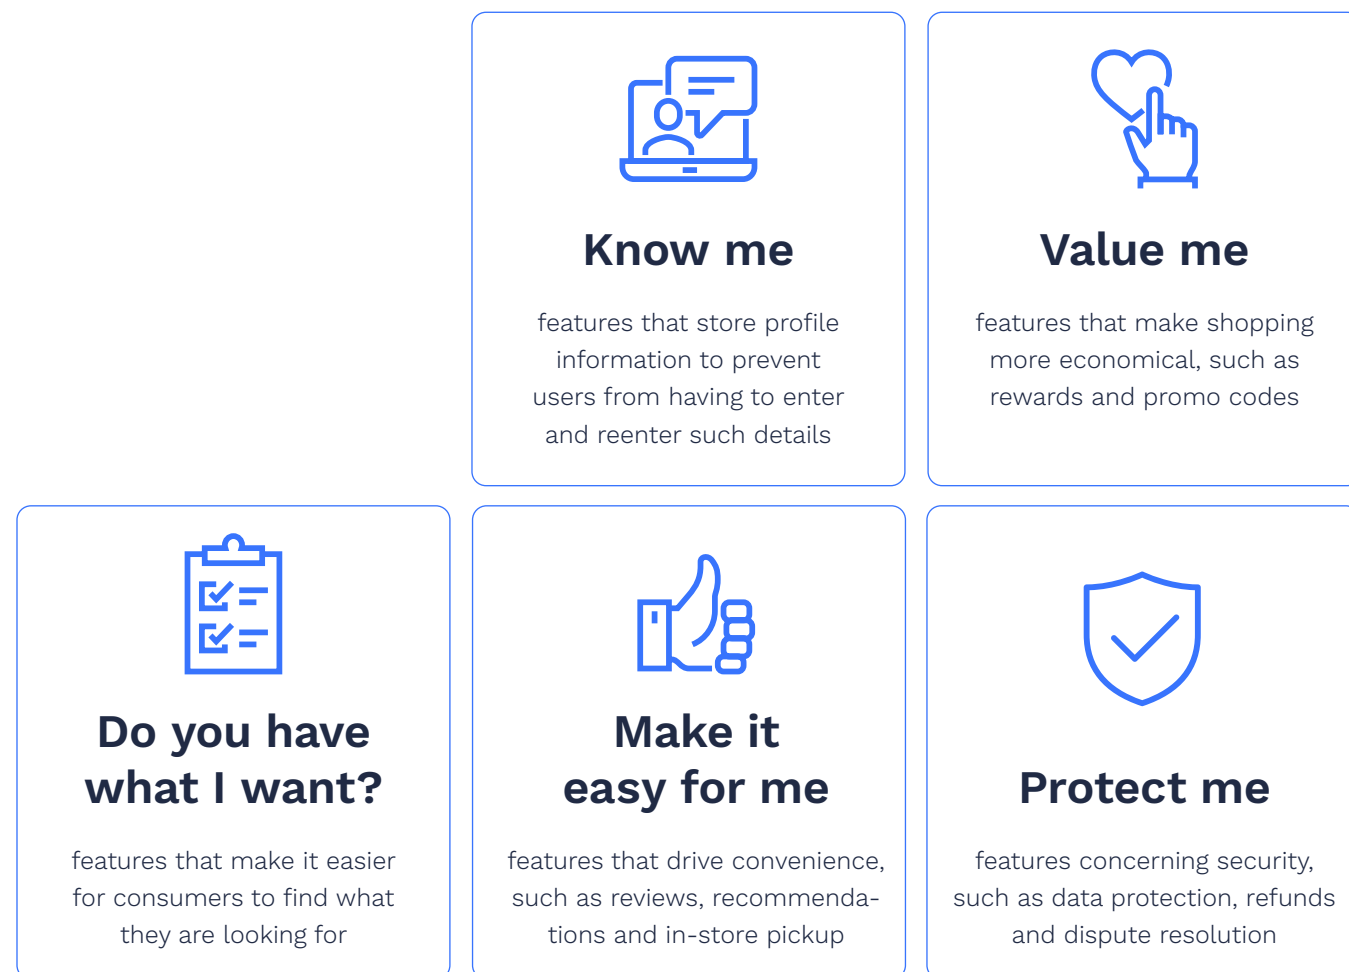 Know me
features that store profile
information to prevent
users from having to enter
and reenter such details
Value me
features that make shopping
more economical, such as
rewards and promo codes
Do you have
what I want?
features that make it easier
for consumers to find what
they are looking for
Make it
easy for me
features that drive convenience,
such as reviews, recommenda-
tions and in-store pickup
Protect me
features concerning security,
such as data protection, refunds
and dispute resolution